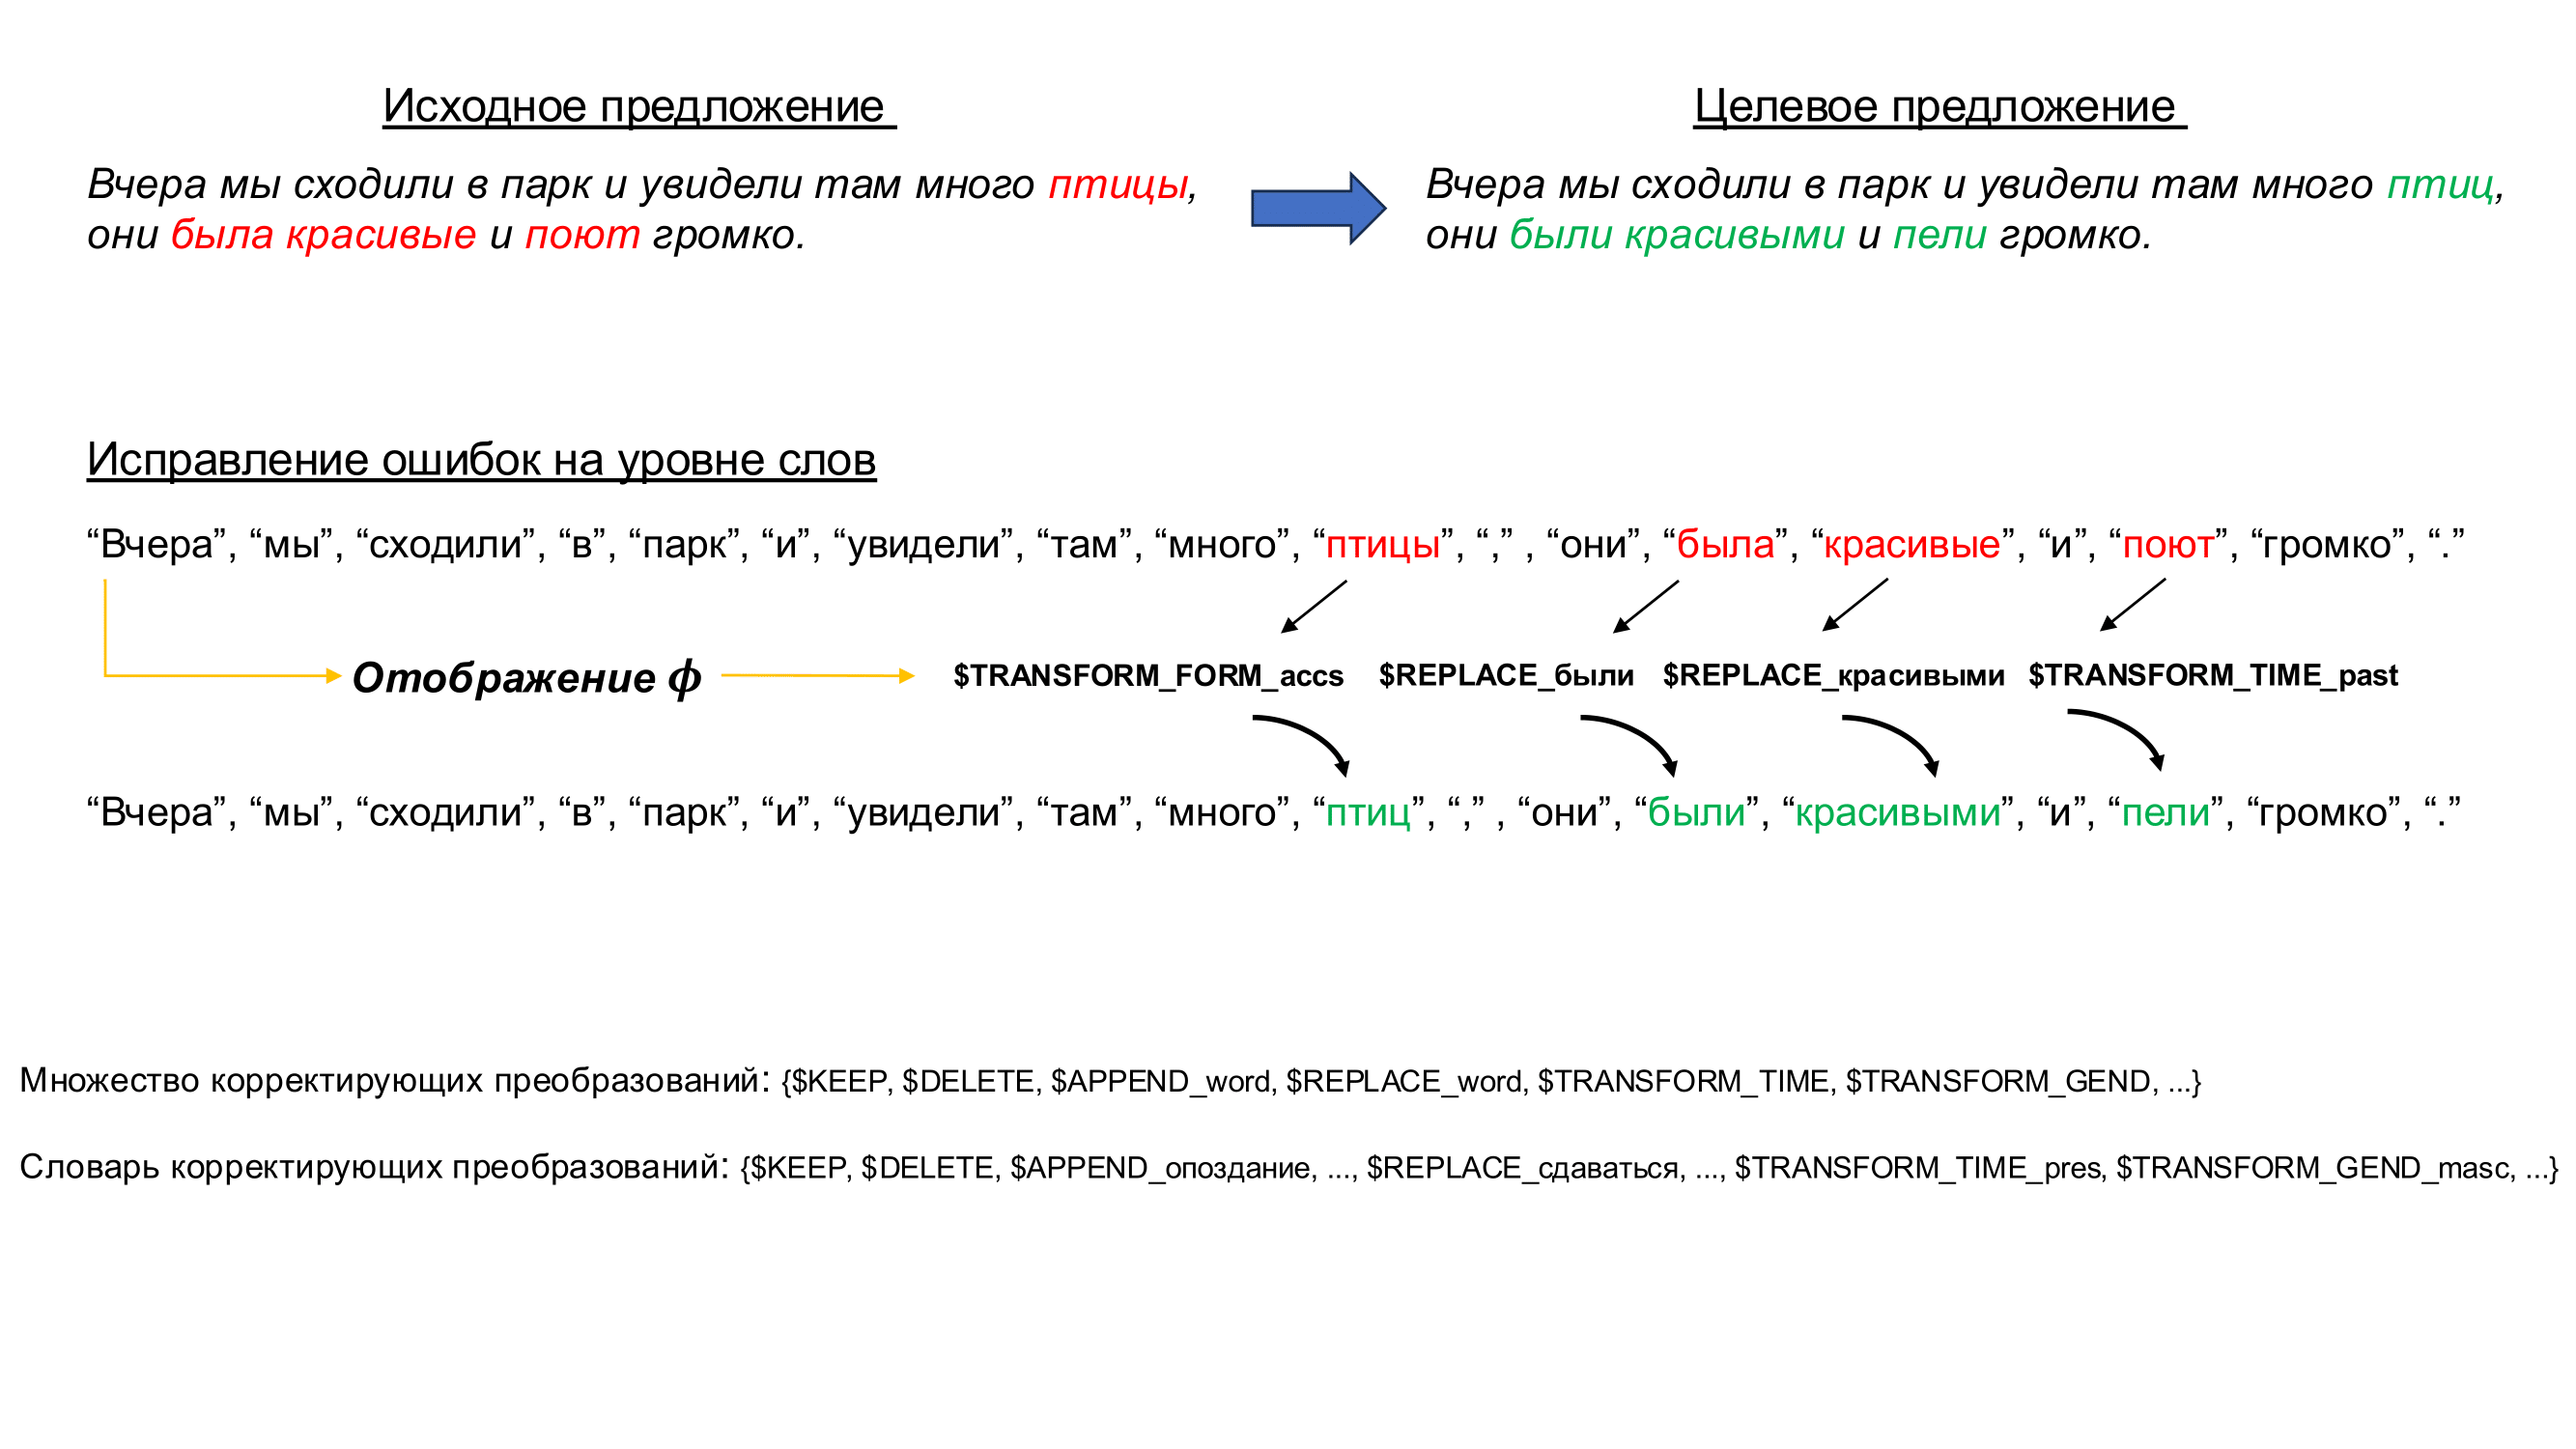 Исходное предложение
Вчера мы сходили в парк и увидели там много птицы,
они была красивые и поют громко.
Целевое предложение
Вчера мы сходили в парк и увидели там много птиц,
они были красивыми и пели громко.
Исправление ошибок на уровне слов
“Вчера”, “мы”, “сходили”, “в”, “парк”, “и”, “увидели”, “там”, “много”, “птицы”, “,” , “они”, “была”, “красивые”, “и”, “поют”, “громко”, “.”
Отображение ϕ
$TRANSFORM_FORM_accs $REPLACE_были $REPLACE_красивыми $TRANSFORM_TIME_past
“Вчера”, “мы”, “сходили”, “в”, “парк”, “и”, “увидели”, “там”, “много”, “птиц”, “,” , “они”, “были”, “красивыми”, “и”, “пели”, “громко”, “.”
Множество корректирующих преобразований: {$KEEP, $DELETE, $APPEND_word, $REPLACE_word, $TRANSFORM_TIME, $TRANSFORM_GEND, ...}
Словарь корректирующих преобразований: {$KEEP, $DELETE, $APPEND_опоздание, ..., $REPLACE_сдаваться, ..., $TRANSFORM_TIME_pres, $TRANSFORM_GEND_masc, ...}